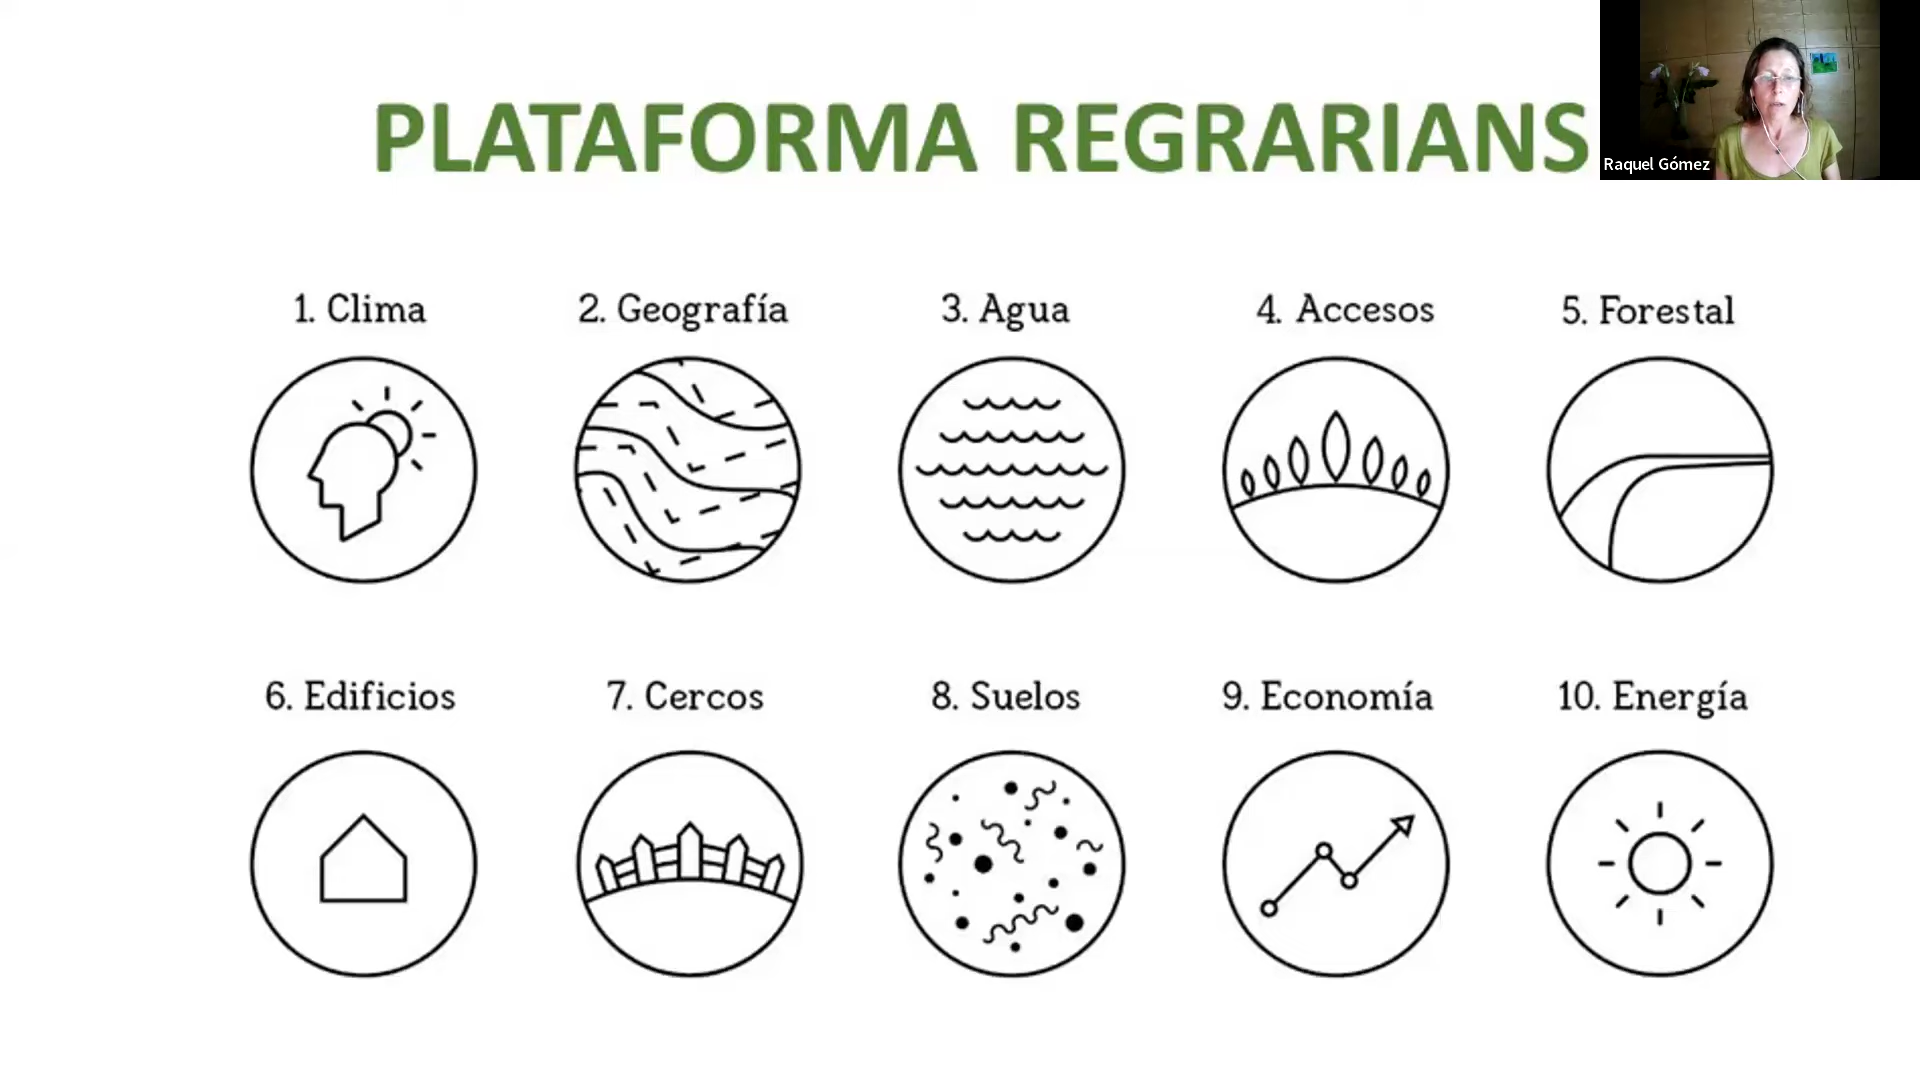 PLATAFORMA REGRARIANS
Raquel Gómez
1. Clima
2. Geografía
3. Agua
4. Accesos
5. Forestal
6. Edificios
7. Cercos
8. Suelos
9. Economía
10. Energía